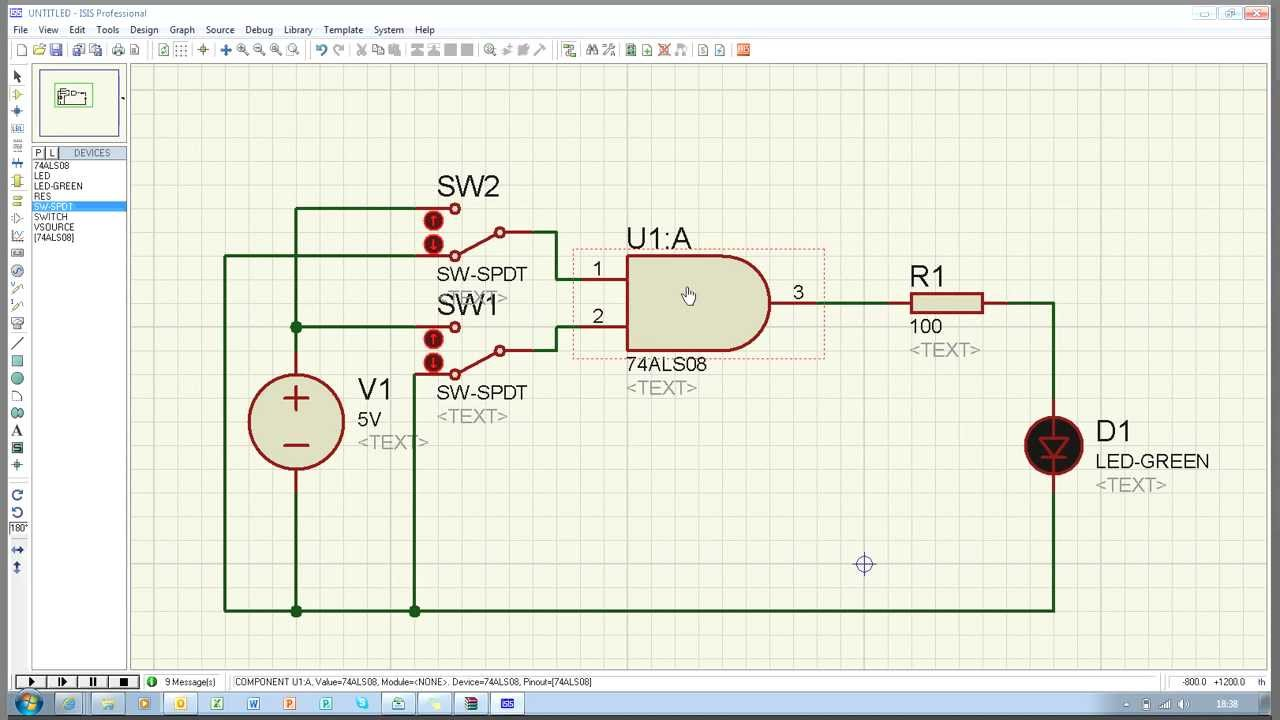 UNTITLED - ISIS Professional
File View Edit Tools Design Graph Source Debug Library Template System Help
P L DEVICES
74ALS08
LED
LED-GREEN
RES
SW-SPDT
SWITCH
VSOURCE
[74ALS08]
SW2
SW-SPDT
<TEXT>
SW1
SW-SPDT
<TEXT>
U1:A
1
2
3
74ALS08
<TEXT>
R1
100
<TEXT>
V1
5V
<TEXT>
D1
LED-GREEN
<TEXT>
180°
9 Message(s) COMPONENT U1:A, Value=74ALS08, Module=<NONE>, Device=74ALS08, Pinout=[74ALS08] -800.0 +1200.0 th
18:38